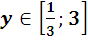 y ∈ [1/3; 3]